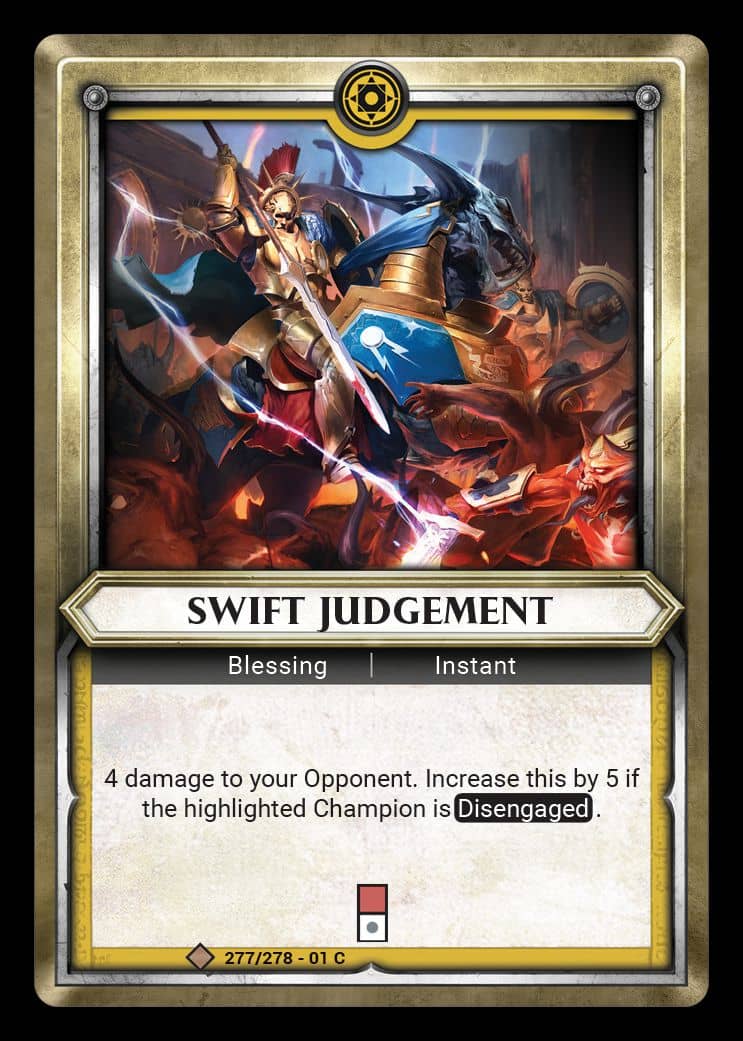 SWIFT JUDGEMENT
Blessing | Instant
4 damage to your Opponent. Increase this by 5 if
the highlighted Champion is Disengaged.
277/278 - 01 C